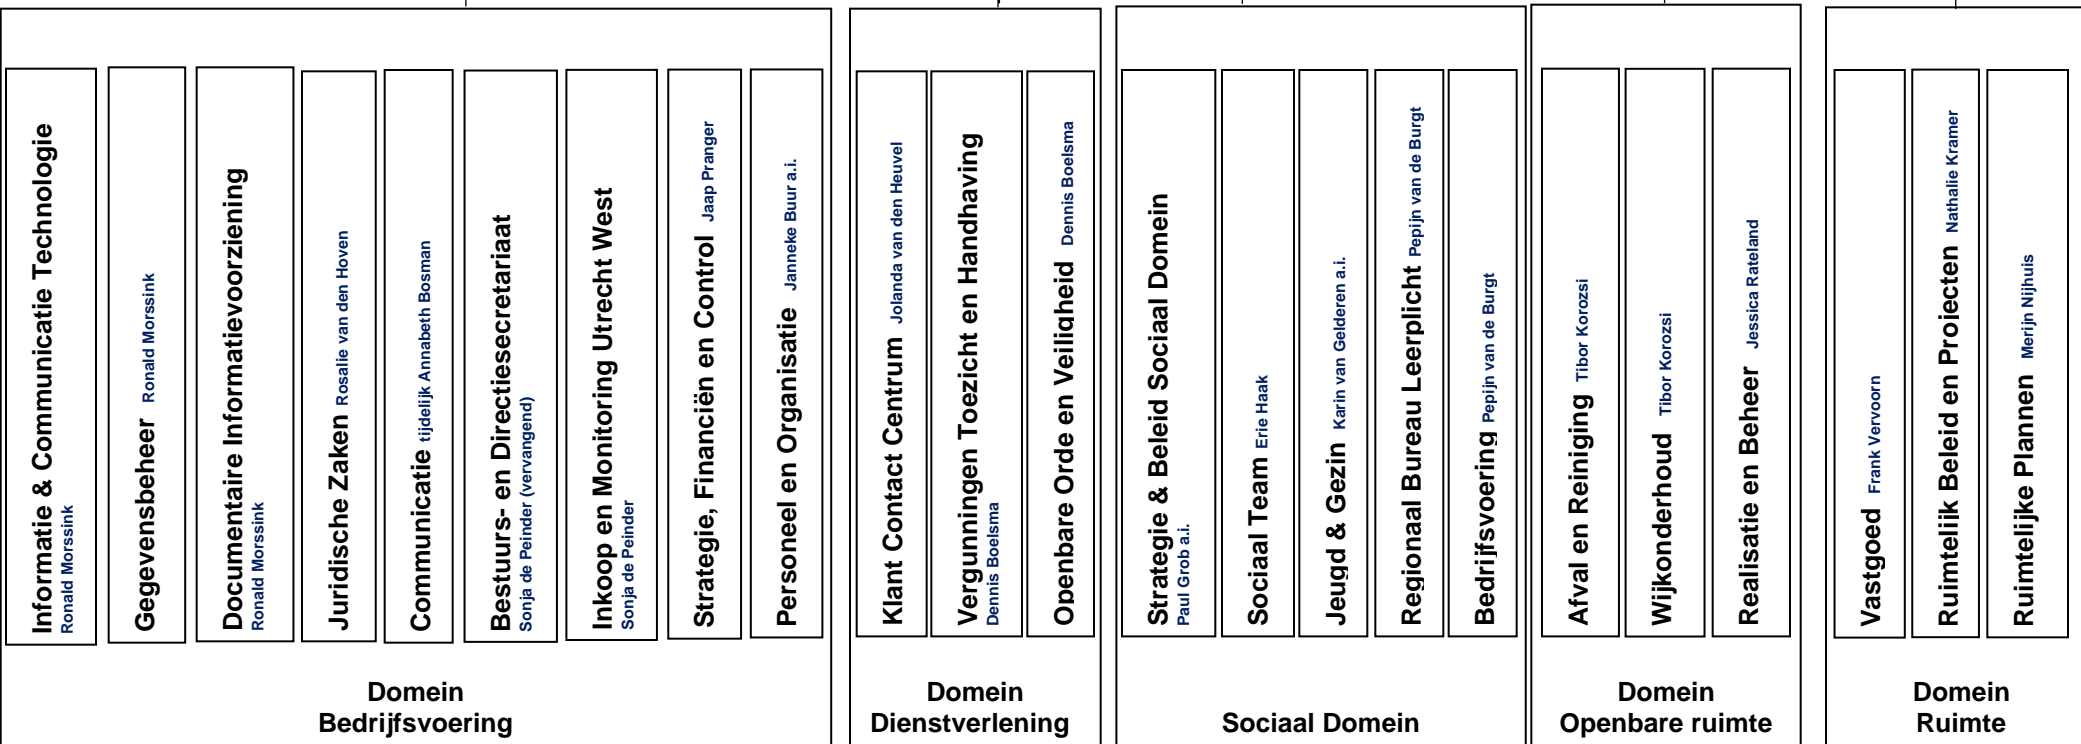 Informatie & Communicatie Technologie
Ronald Morssink
Gegevensbeheer Ronald Morssink
Documentaire Informatievoorziening
Ronald Morssink
Juridische Zaken Rosalie van den Hoven
Communicatie tijdelijk Annabeth Bosman
Bestuurs- en Directiesecretariaat
Sonja de Peinder (vervangend)
Inkoop en Monitoring Utrecht West
Sonja de Peinder
Strategie, Financiën en Control Jaap Pranger
Personeel en Organisatie Janneke Buur a.i.
Domein
Bedrijfsvoering
Klant Contact Centrum Jolanda van den Heuvel
Vergunningen Toezicht en Handhaving
Dennis Boelsma
Openbare Orde en Veiligheid Dennis Boelsma
Domein
Dienstverlening
Strategie & Beleid Sociaal Domein
Paul Grob a.i.
Sociaal Team Erie Haak
Jeugd & Gezin Karin van Gelderen a.i.
Regionaal Bureau Leerplicht Pepijn van de Burgt
Bedrijfsvoering Pepijn van de Burgt
Sociaal Domein
Afval en Reiniging Tibor Korozsi
Wijkonderhoud Tibor Korozsi
Realisatie en Beheer Jessica Rateland
Domein
Openbare ruimte
Vastgoed Frank Vervoorn
Ruimtelijk Beleid en Projecten Nathalie Kramer
Ruimtelijke Plannen Merijn Nijhuis
Domein
Ruimte